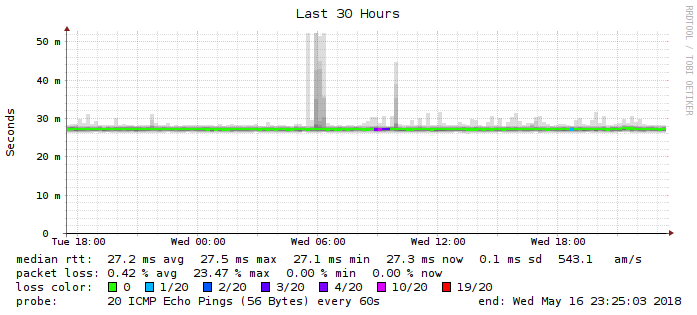 Last 30 Hours
RRDTOOL / TOBI OETIKER
Seconds
50 m
40 m
30 m
20 m
10 m
0
Tue 18:00 Wed 00:00 Wed 06:00 Wed 12:00 Wed 18:00
median rtt: 27.2 ms avg 27.5 ms max 27.1 ms min 27.3 ms now 0.1 ms sd 543.1 am/s
packet loss: 0.42 % avg 23.47 % max 0.00 % min 0.00 % now
loss color: 0 1/20 2/20 3/20 4/20 10/20 19/20
probe: 20 ICMP Echo Pings (56 Bytes) every 60s end: Wed May 16 23:25:03 2018